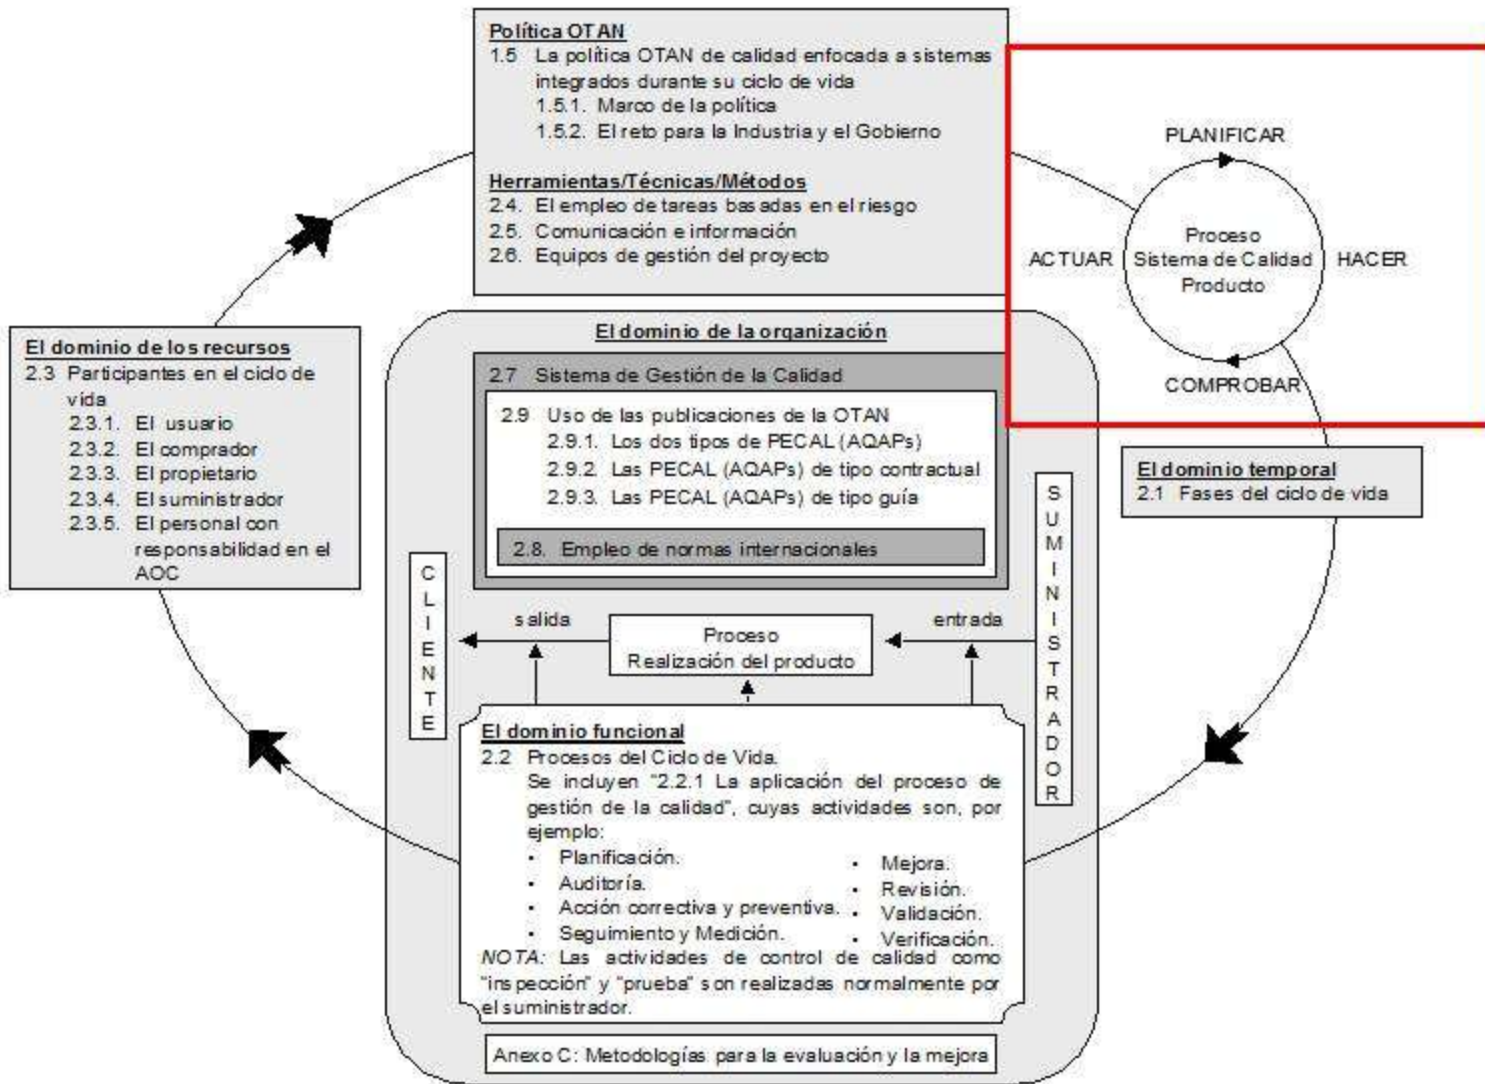 Política OTAN
1.5 La política OTAN de calidad enfocada a sistemas
integrados durante su ciclo de vida
1.5.1. Marco de la política
1.5.2. El reto para la Industria y el Gobierno
Herramientas/Técnicas/Métodos
2.4. El empleo de tareas basadas en el riesgo
2.5. Comunicación e información
2.6. Equipos de gestión del proyecto
PLANIFICAR
ACTUAR
Proceso
Sistema de Calidad
Producto
HACER
COMPROBAR
El dominio de los recursos
2.3 Participantes en el ciclo de
vida
2.3.1. El usuario
2.3.2. El comprador
2.3.3. El propietario
2.3.4. El suministrador
2.3.5. El personal con
responsabilidad en el
AOC
El dominio de la organización
2.7 Sistema de Gestión de la Calidad
2.9 Uso de las publicaciones de la OTAN
2.9.1. Los dos tipos de PECAL (AQAPs)
2.9.2. Las PECAL (AQAPs) de tipo contractual
2.9.3. Las PECAL (AQAPs) de tipo guía
2.8. Empleo de normas internacionales
El dominio temporal
2.1 Fases del ciclo de vida
CLIENTE
salida
Proceso
Realización del producto
entrada
SUMINISTRADOR
El dominio funcional
2.2 Procesos del Ciclo de Vida.
Se incluyen "2.2.1 La aplicación del proceso de
gestión de la calidad", cuyas actividades son, por
ejemplo:
• Planificación.
• Auditoría.
• Acción correctiva y preventiva.
• Seguimiento y Medición.
• Mejora.
• Revisión.
• Validación.
• Verificación.
NOTA: Las actividades de control de calidad como
"inspección" y "prueba" son realizadas normalmente por
el suministrador.
Anexo C: Metodologías para la evaluación y la mejora